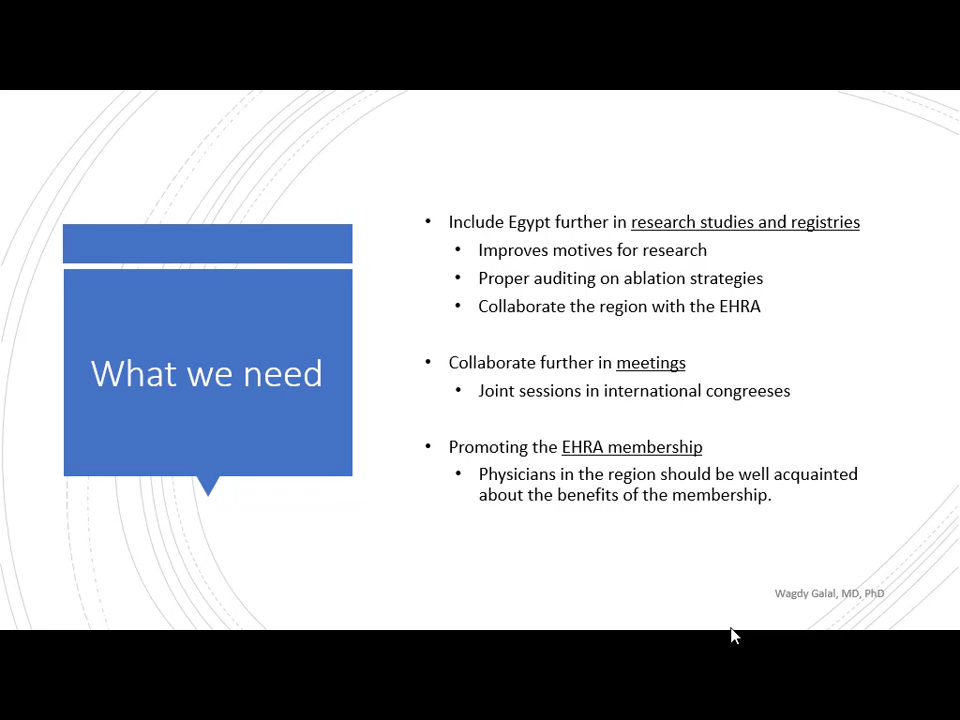 What we need
• Include Egypt further in research studies and registries
• Improves motives for research
• Proper auditing on ablation strategies
• Collaborate the region with the EHRA
• Collaborate further in meetings
• Joint sessions in international congreeses
• Promoting the EHRA membership
• Physicians in the region should be well acquainted
about the benefits of the membership.
Wagdy Galal, MD, PhD